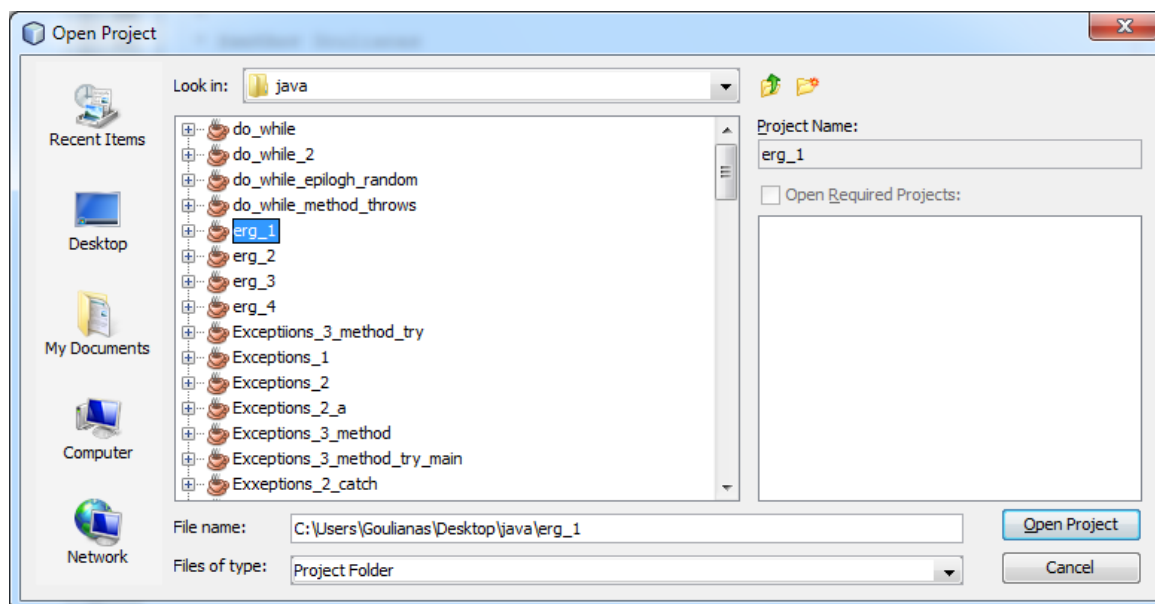 Open Project
Look in:
java
Recent Items
Desktop
My Documents
Computer
Network
do_while
do_while_2
do_while_epilogh_random
do_while_method_throws
erg_1
erg_2
erg_3
erg_4
Exceptiions_3_method_try
Exceptions_1
Exceptions_2
Exceptions_2_a
Exceptions_3_method
Exceptions_3_method_try_main
Exxeptions_2_catch
Project Name:
erg_1
Open Required Projects:
File name:
C:\Users\Goulianas\Desktop\java\erg_1
Open Project
Files of type:
Project Folder
Cancel